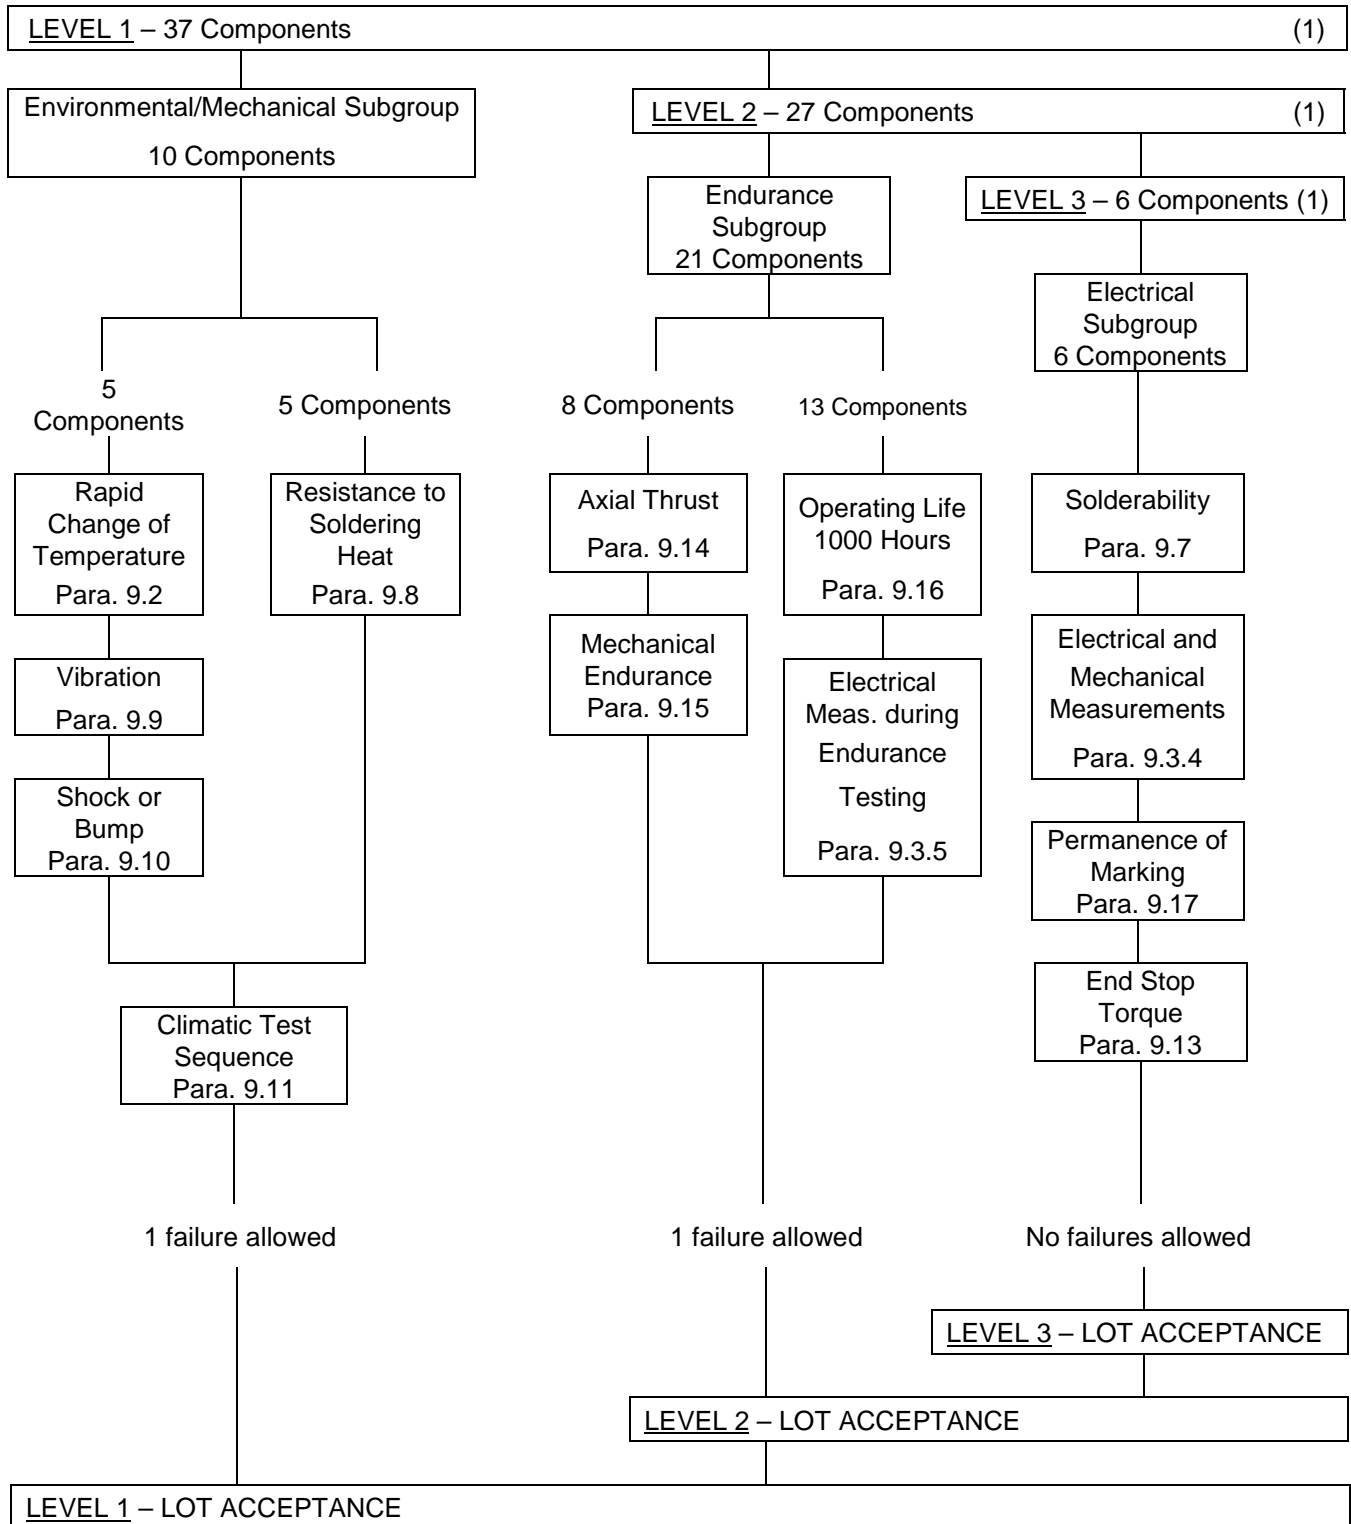 LEVEL 1 – 37 Components (1)
Environmental/Mechanical Subgroup
10 Components
LEVEL 2 – 27 Components (1)
Endurance
Subgroup
21 Components
LEVEL 3 – 6 Components (1)
Electrical
Subgroup
6 Components
5
Components
5 Components
8 Components
13 Components
Rapid
Change of
Temperature
Para. 9.2
Resistance to
Soldering
Heat
Para. 9.8
Axial Thrust
Para. 9.14
Operating Life
1000 Hours
Para. 9.16
Solderability
Para. 9.7
Vibration
Para. 9.9
Mechanical
Endurance
Para. 9.15
Electrical
Meas. during
Endurance
Testing
Para. 9.3.5
Electrical and
Mechanical
Measurements
Para. 9.3.4
Shock or
Bump
Para. 9.10
Permanence of
Marking
Para. 9.17
Climatic Test
Sequence
Para. 9.11
End Stop
Torque
Para. 9.13
1 failure allowed
1 failure allowed
No failures allowed
LEVEL 3 – LOT ACCEPTANCE
LEVEL 2 – LOT ACCEPTANCE
LEVEL 1 – LOT ACCEPTANCE